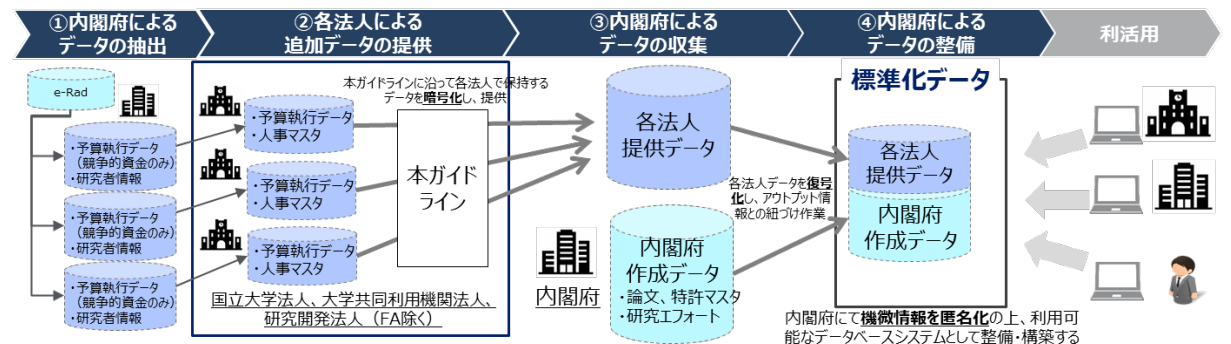 ①内閣府による
データの抽出
②各法人による
追加データの提供
③内閣府による
データの収集
④内閣府による
データの整備
利活用
e-Rad
・予算執行データ
（競争的資金のみ）
・研究者情報
・予算執行データ
（競争的資金のみ）
・研究者情報
・予算執行データ
（競争的資金のみ）
・研究者情報
本ガイドラインに沿って各法人で保持する
データを暗号化し、提供
・予算執行データ
・人事マスタ
・予算執行データ
・人事マスタ
・予算執行データ
・人事マスタ
本ガイド
ライン
国立大学法人、大学共同利用機関法人、
研究開発法人（FA除く）
各法人
提供データ
内閣府
内閣府
作成データ
・論文、特許マスタ
・研究エフォート
各法人データを復号
化し、アウトプット情
報との紐づけ作業
標準化データ
各法人
提供データ
内閣府
作成データ
内閣府にて機微情報を匿名化の上、利用可
能なデータベースシステムとして整備・構築する